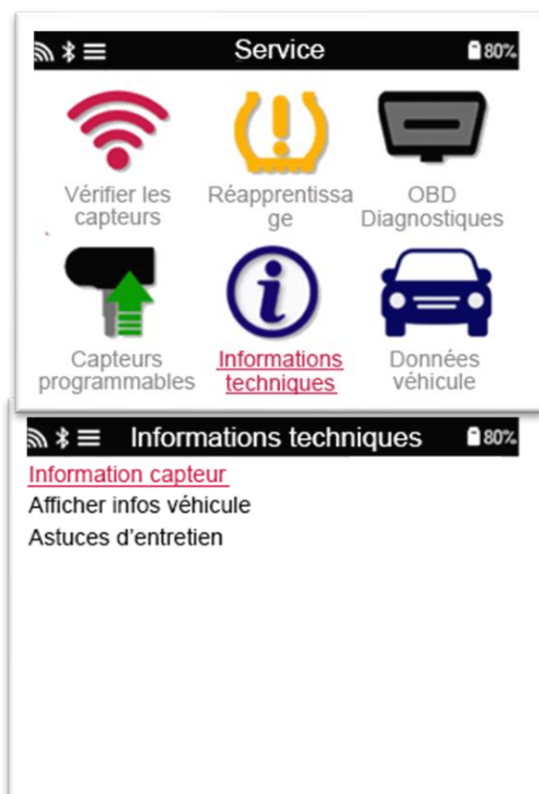 Service
80%
Vérifier les
capteurs
Réapprentissa
ge
OBD
Diagnostiques
Capteurs
programmables
Informations
techniques
Données
véhicule
Informations techniques
80%
Information capteur
Afficher infos véhicule
Astuces d'entretien